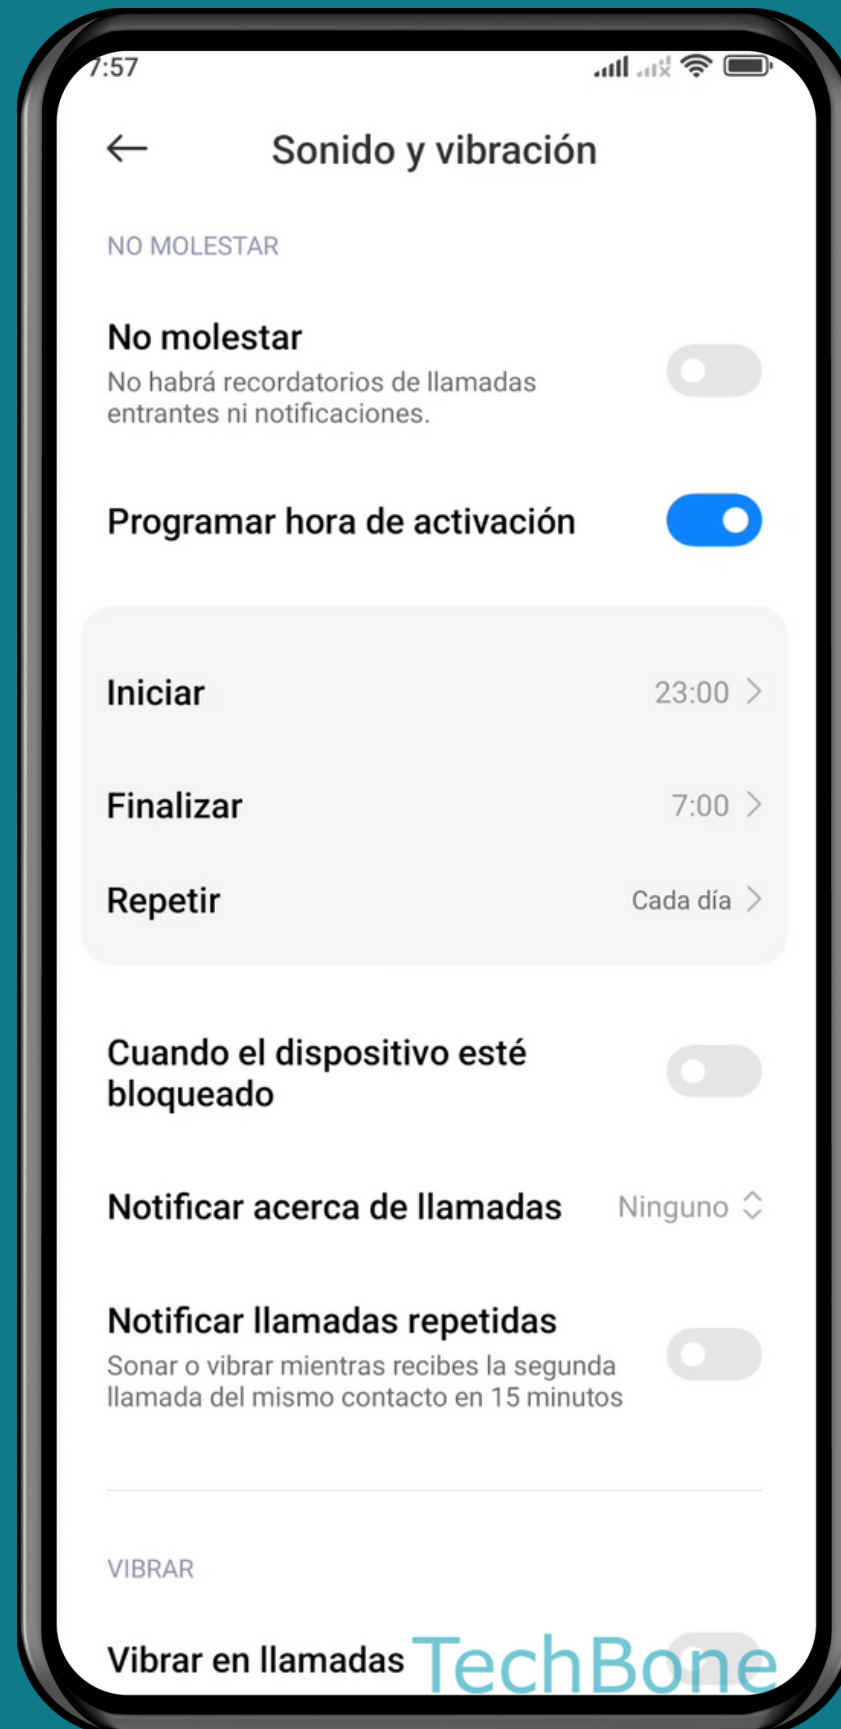 7:57
Sonido y vibración
NO MOLESTAR
No molestar
No habrá recordatorios de llamadas
entrantes ni notificaciones.
Programar hora de activación
Iniciar 23:00
Finalizar 7:00
Repetir Cada día
Cuando el dispositivo esté
bloqueado
Notificar acerca de llamadas Ninguno
Notificar llamadas repetidas
Sonar o vibrar mientras recibes la segunda
llamada del mismo contacto en 15 minutos
VIBRAR
Vibrar en llamadas
TechBone